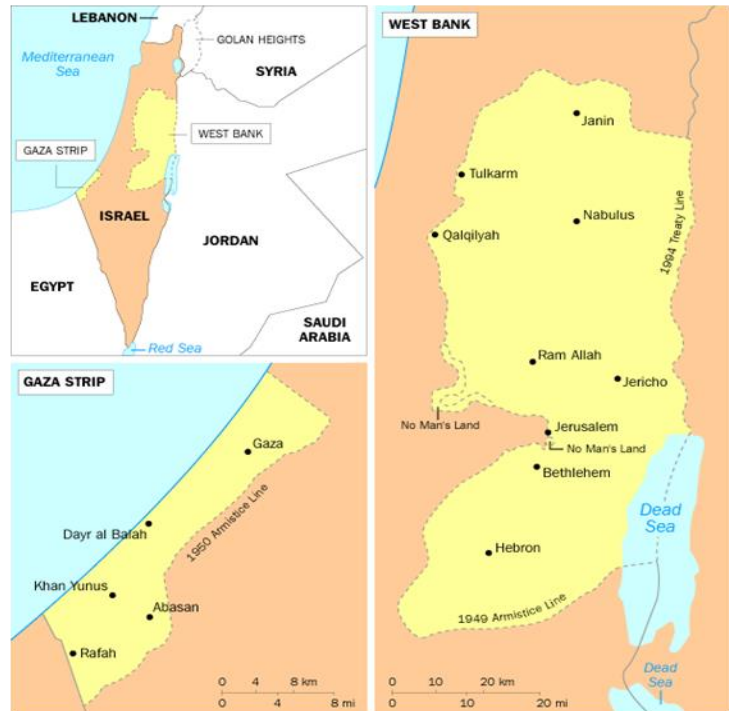 LEBANON
GOLAN HEIGHTS
Mediterranean
Sea
SYRIA
WEST BANK
GAZA STRIP
ISRAEL
JORDAN
EGYPT
SAUDI
ARABIA
Red Sea
GAZA STRIP
Gaza
1950 Armistice Line
Dayr al Balah
Khan Yunus
Abasan
Rafah
0 4 8 km
0 4 8 mi
WEST BANK
Janin
Tulkarm
Nabulus
Qalqilyah
1994 Treaty Line
Ram Allah
Jericho
No Man's Land
Jerusalem
No Man's Land
Bethlehem
Dead
Sea
Hebron
1949 Armistice Line
0 10 20 km
0 10 20 mi
Dead
Sea